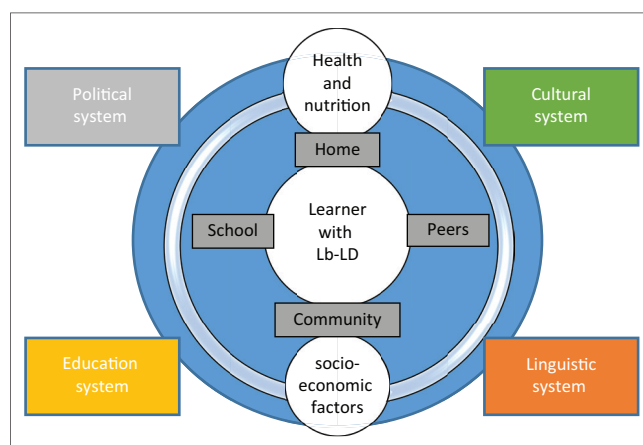 Health
and
nutrition
Political
system
Cultural
system
Home
School
Learner
with
Lb-LD
Peers
Community
Education
system
socio-
economic
factors
Linguistic
system